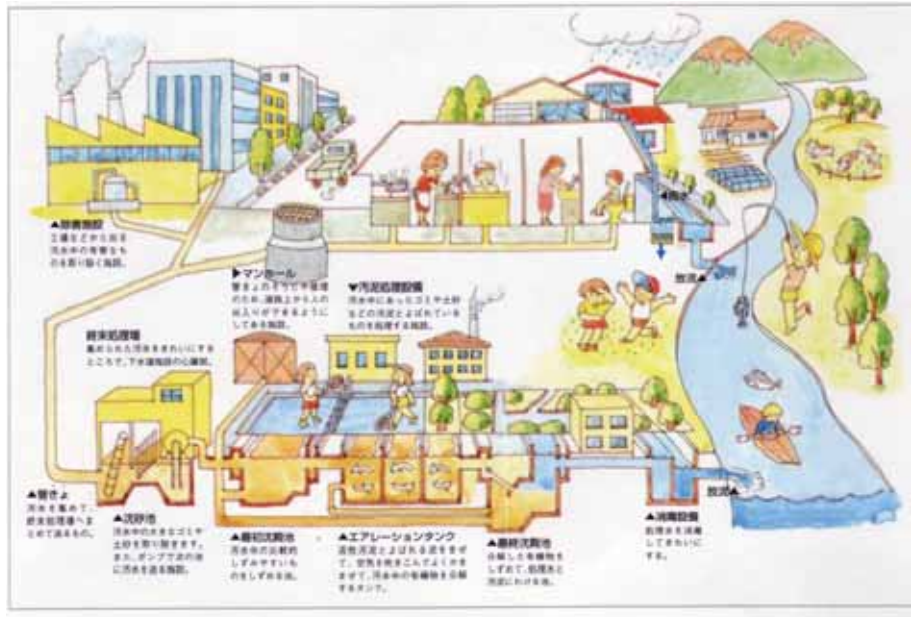 ▲除害施設
工場などから出る
汚水中の有害なも
のを取り除く施設。
▶マンホール
管きょのそうじや修理
のため、道路上から人の
出入りができるように
してある施設。
▼汚泥処理設備
汚水中にあったゴミや土砂
などの汚泥とよばれている
ものを処理する施設。
放流▲
終末処理場
集められた汚水をきれいにする
ところで、下水道施設の心臓部。
▲管きょ
汚水を集めて、
終末処理場へま
とめて送るもの。
▲沈砂池
汚水中の大きなゴミや
土砂を取り除きます。
また、ポンプで次の池
に汚水を送る施設。
▲最初沈殿池
汚水中の比較的
しずみやすいも
のをしずめる池。
▲エアレーションタンク
活性汚泥とよばれる泥をまぜ
て、空気を吹きこんでよくかき
まぜて、汚水中の有機物を分解
するタンク。
▲最終沈殿池
分解した有機物を
しずめて、処理水と
汚泥にわける池。
▲消毒設備
処理水を消毒
してきれいに
する。
放流▲